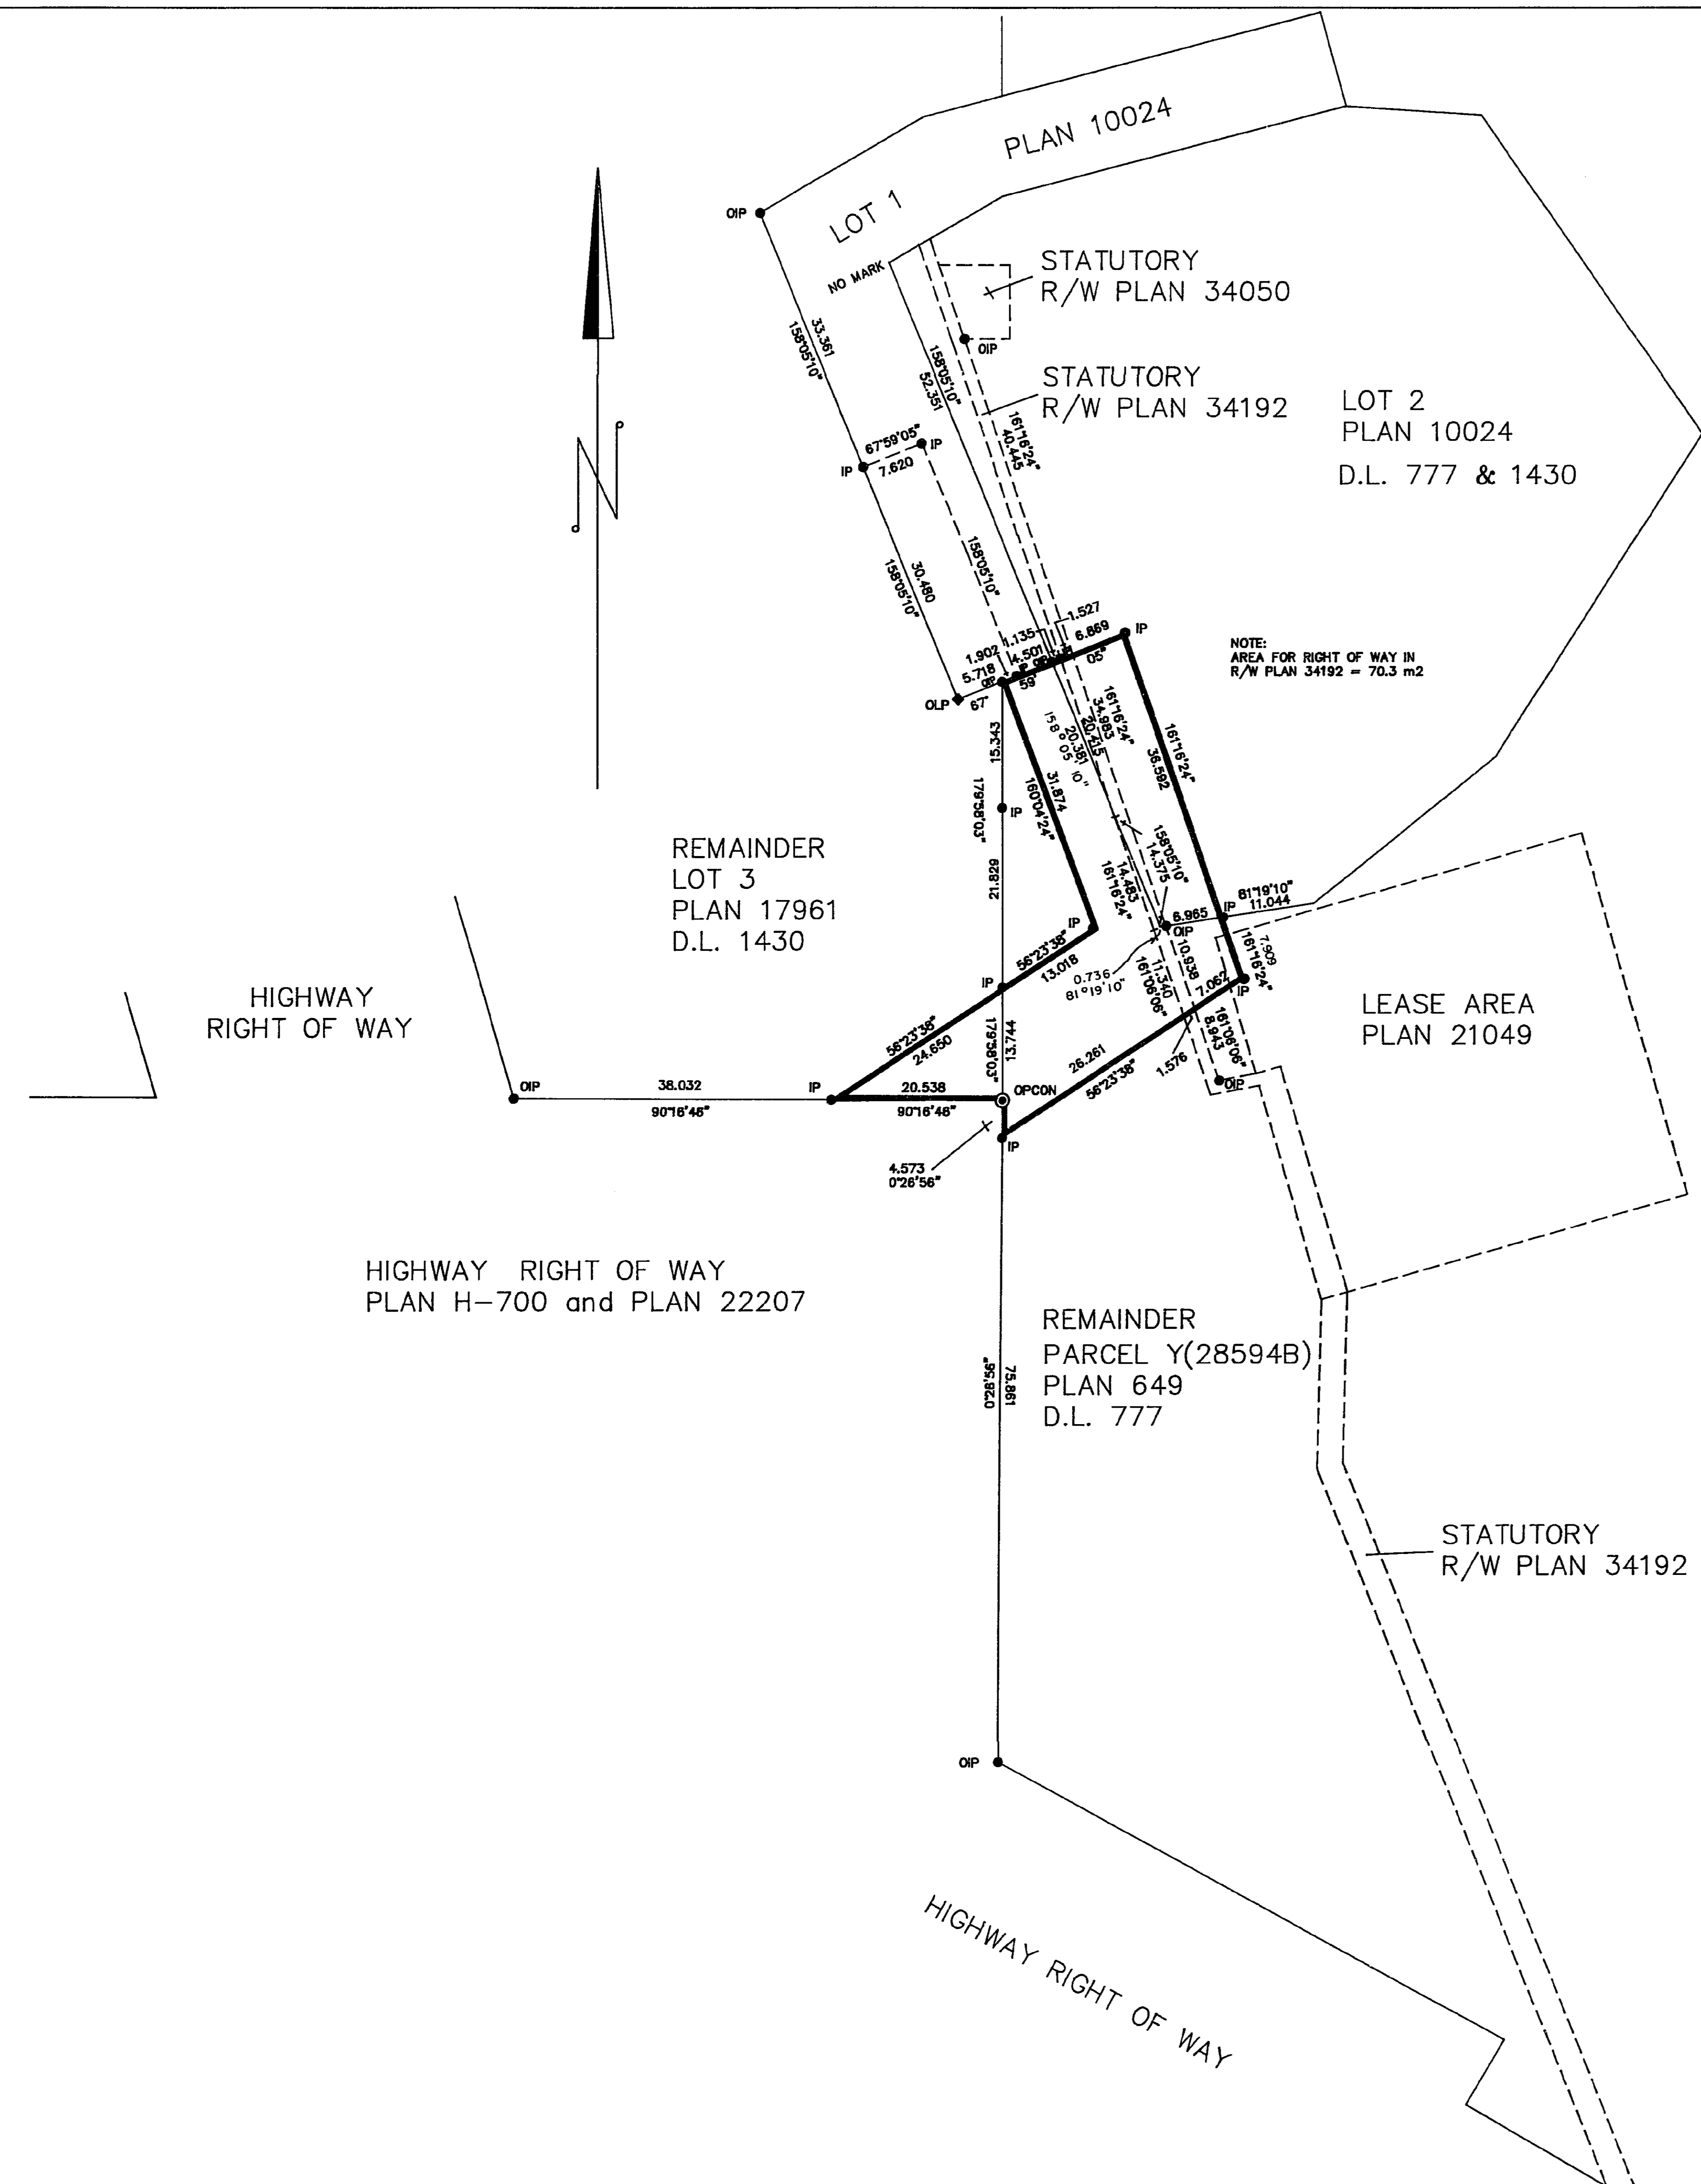 PLAN 10024
LOT 1
OIP
NO MARK
STATUTORY
R/W PLAN 34050
OIP
33.361
158°05'10"
158°05'10"
52.351
STATUTORY
R/W PLAN 34192
161°16'24"
40.445
LOT 2
PLAN 10024
D.L. 777 & 1430
N
67°59'05"
7.620
IP
IP
30.480
158°05'10"
158°05'10"
1.527
1.135
6.869
IP
1.902
4.501
5.718
OIP
IP
67°
59'
05"
OLP
NOTE:
AREA FOR RIGHT OF WAY IN
R/W PLAN 34192 = 70.3 m2
15.343
179°58'03"
IP
21.829
31.874
160°04'24"
161°16'24"
34.983
20.415
20.381
158°05'10"
161°16'24"
36.592
158°05'10"
14.375
14.483
161°16'24"
REMAINDER
LOT 3
PLAN 17961
D.L. 1430
81°19'10"
11.044
IP
6.965
OIP
IP
56°23'38"
13.018
IP
0.736
81°19'10"
10.938
11.340
161°06'06"
7.909
161°16'24"
7.062
IP
HIGHWAY
RIGHT OF WAY
LEASE AREA
PLAN 21049
56°23'38"
24.650
179°58'03"
13.744
26.261
56°23'38"
1.576
161°06'06"
8.943
OIP
OIP
38.032
90°16'46"
IP
20.538
90°16'46"
OPCON
IP
4.573
0°26'56"
HIGHWAY RIGHT OF WAY
PLAN H-700 and PLAN 22207
REMAINDER
PARCEL Y(28594B)
PLAN 649
D.L. 777
75.861
0°26'56"
STATUTORY
R/W PLAN 34192
OIP
HIGHWAY RIGHT OF WAY